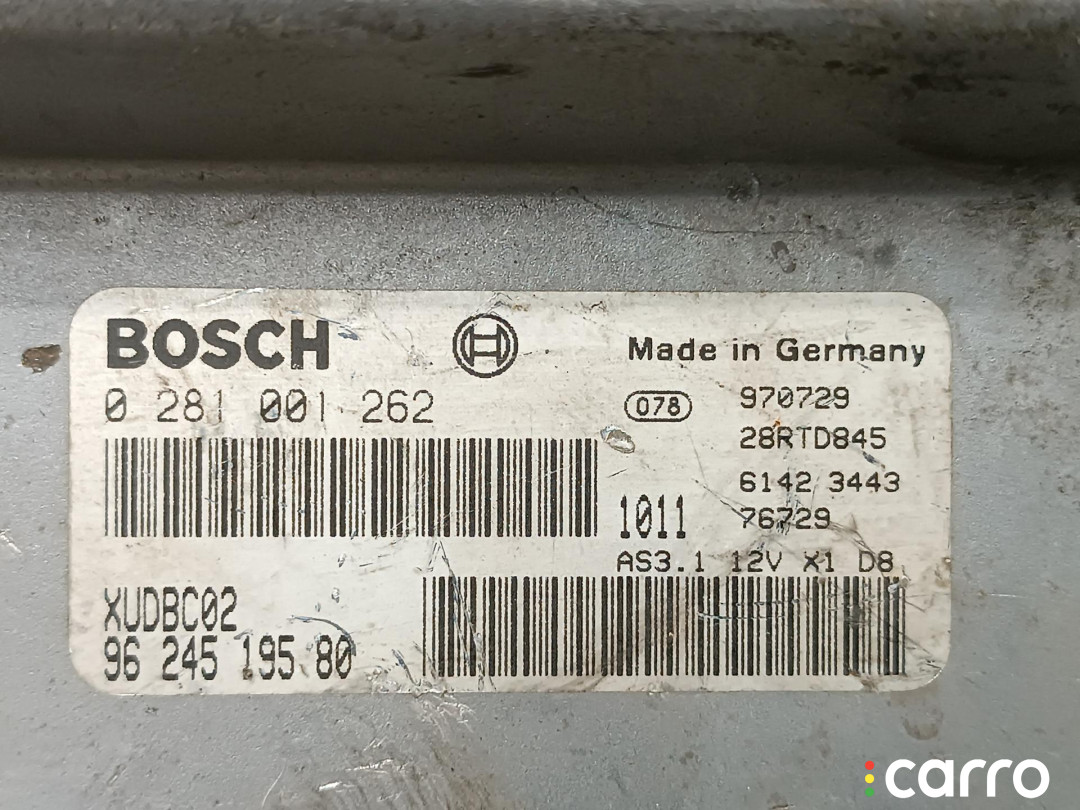 BOSCH
Made in Germany
0 281 001 262
078
970729
28RTD845
6142 3443
1011
76729
AS3.1 12V X1 D8
XUDBC02
96 245 195 80
carro